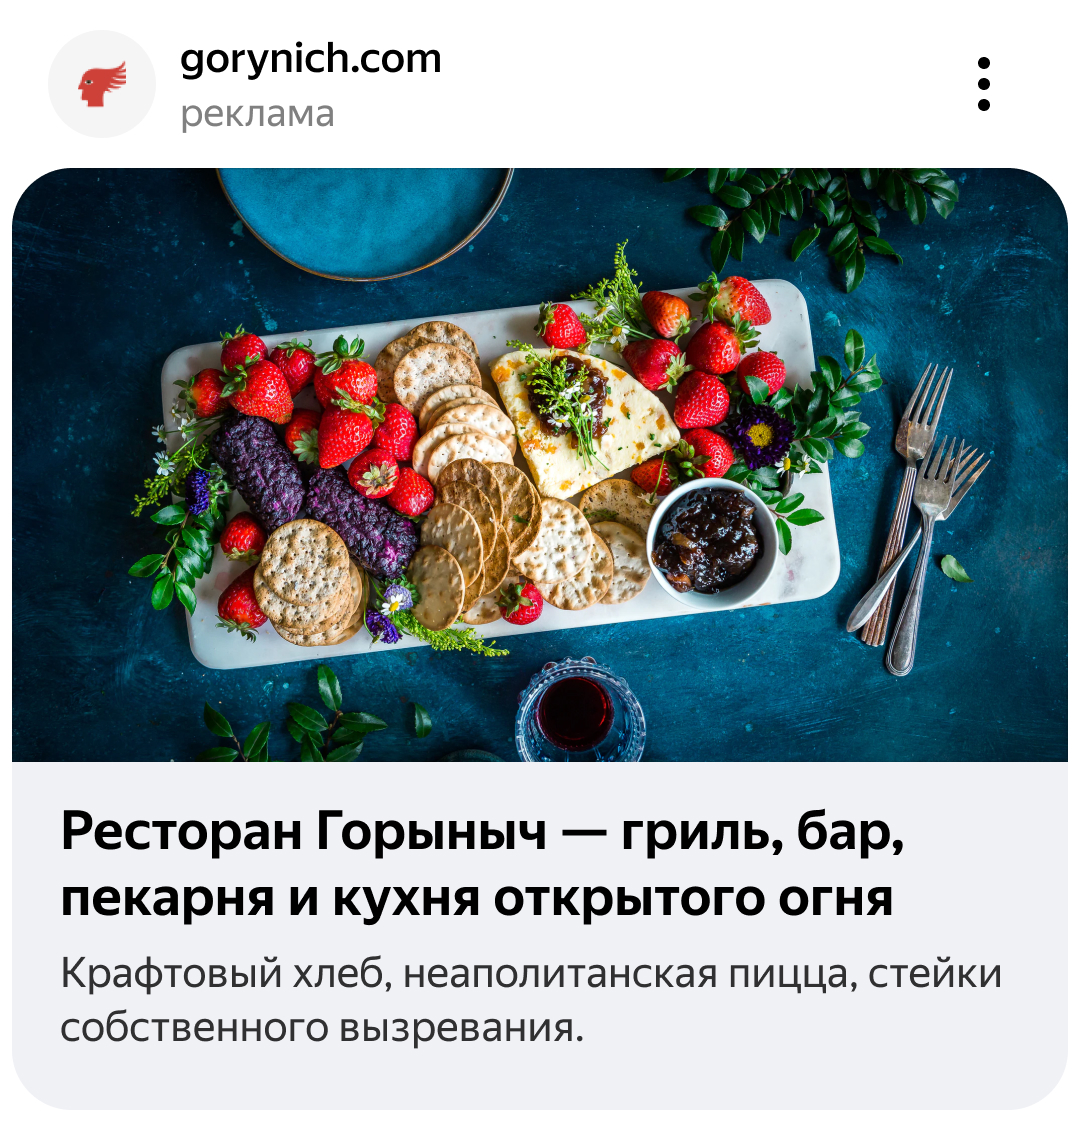 gorynich.com
реклама
Ресторан Горыныч — гриль, бар,
пекарня и кухня открытого огня
Крафтовый хлеб, неаполитанская пицца, стейки
собственного вызревания.